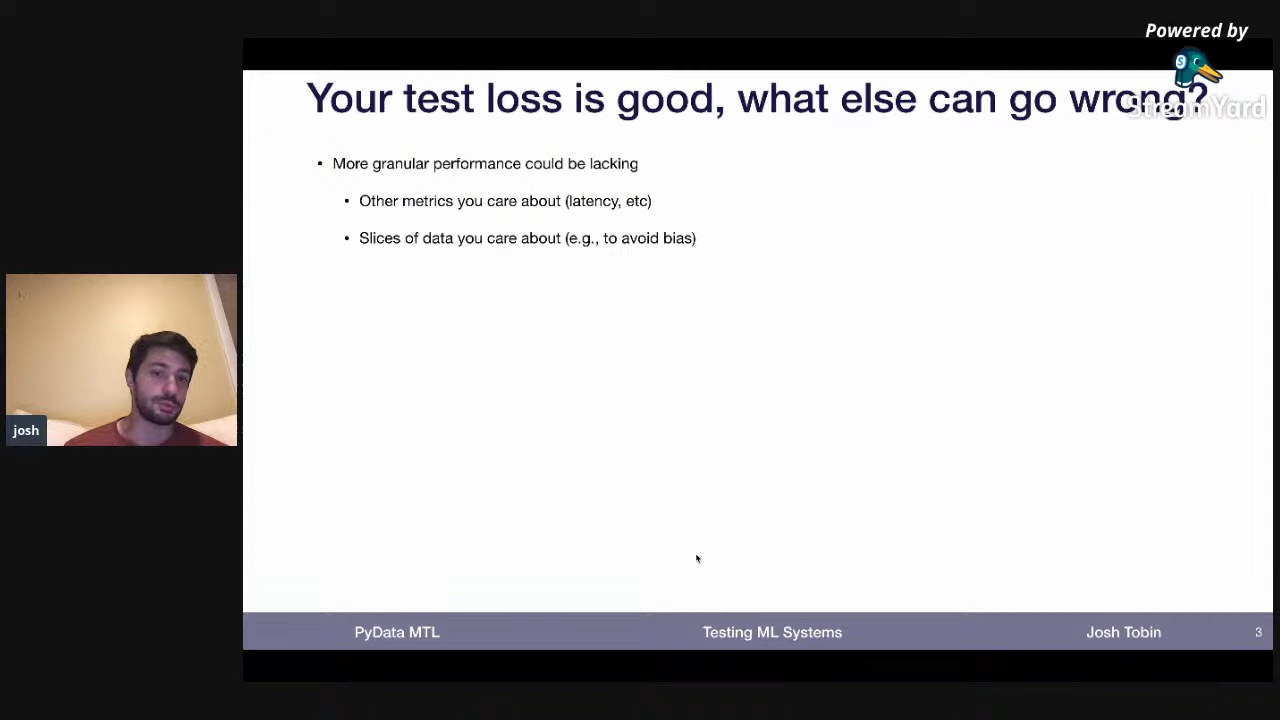 Powered by
StreamYard
Your test loss is good, what else can go wrong?
• More granular performance could be lacking
• Other metrics you care about (latency, etc)
• Slices of data you care about (e.g., to avoid bias)
josh
PyData MTL
Testing ML Systems
Josh Tobin
3